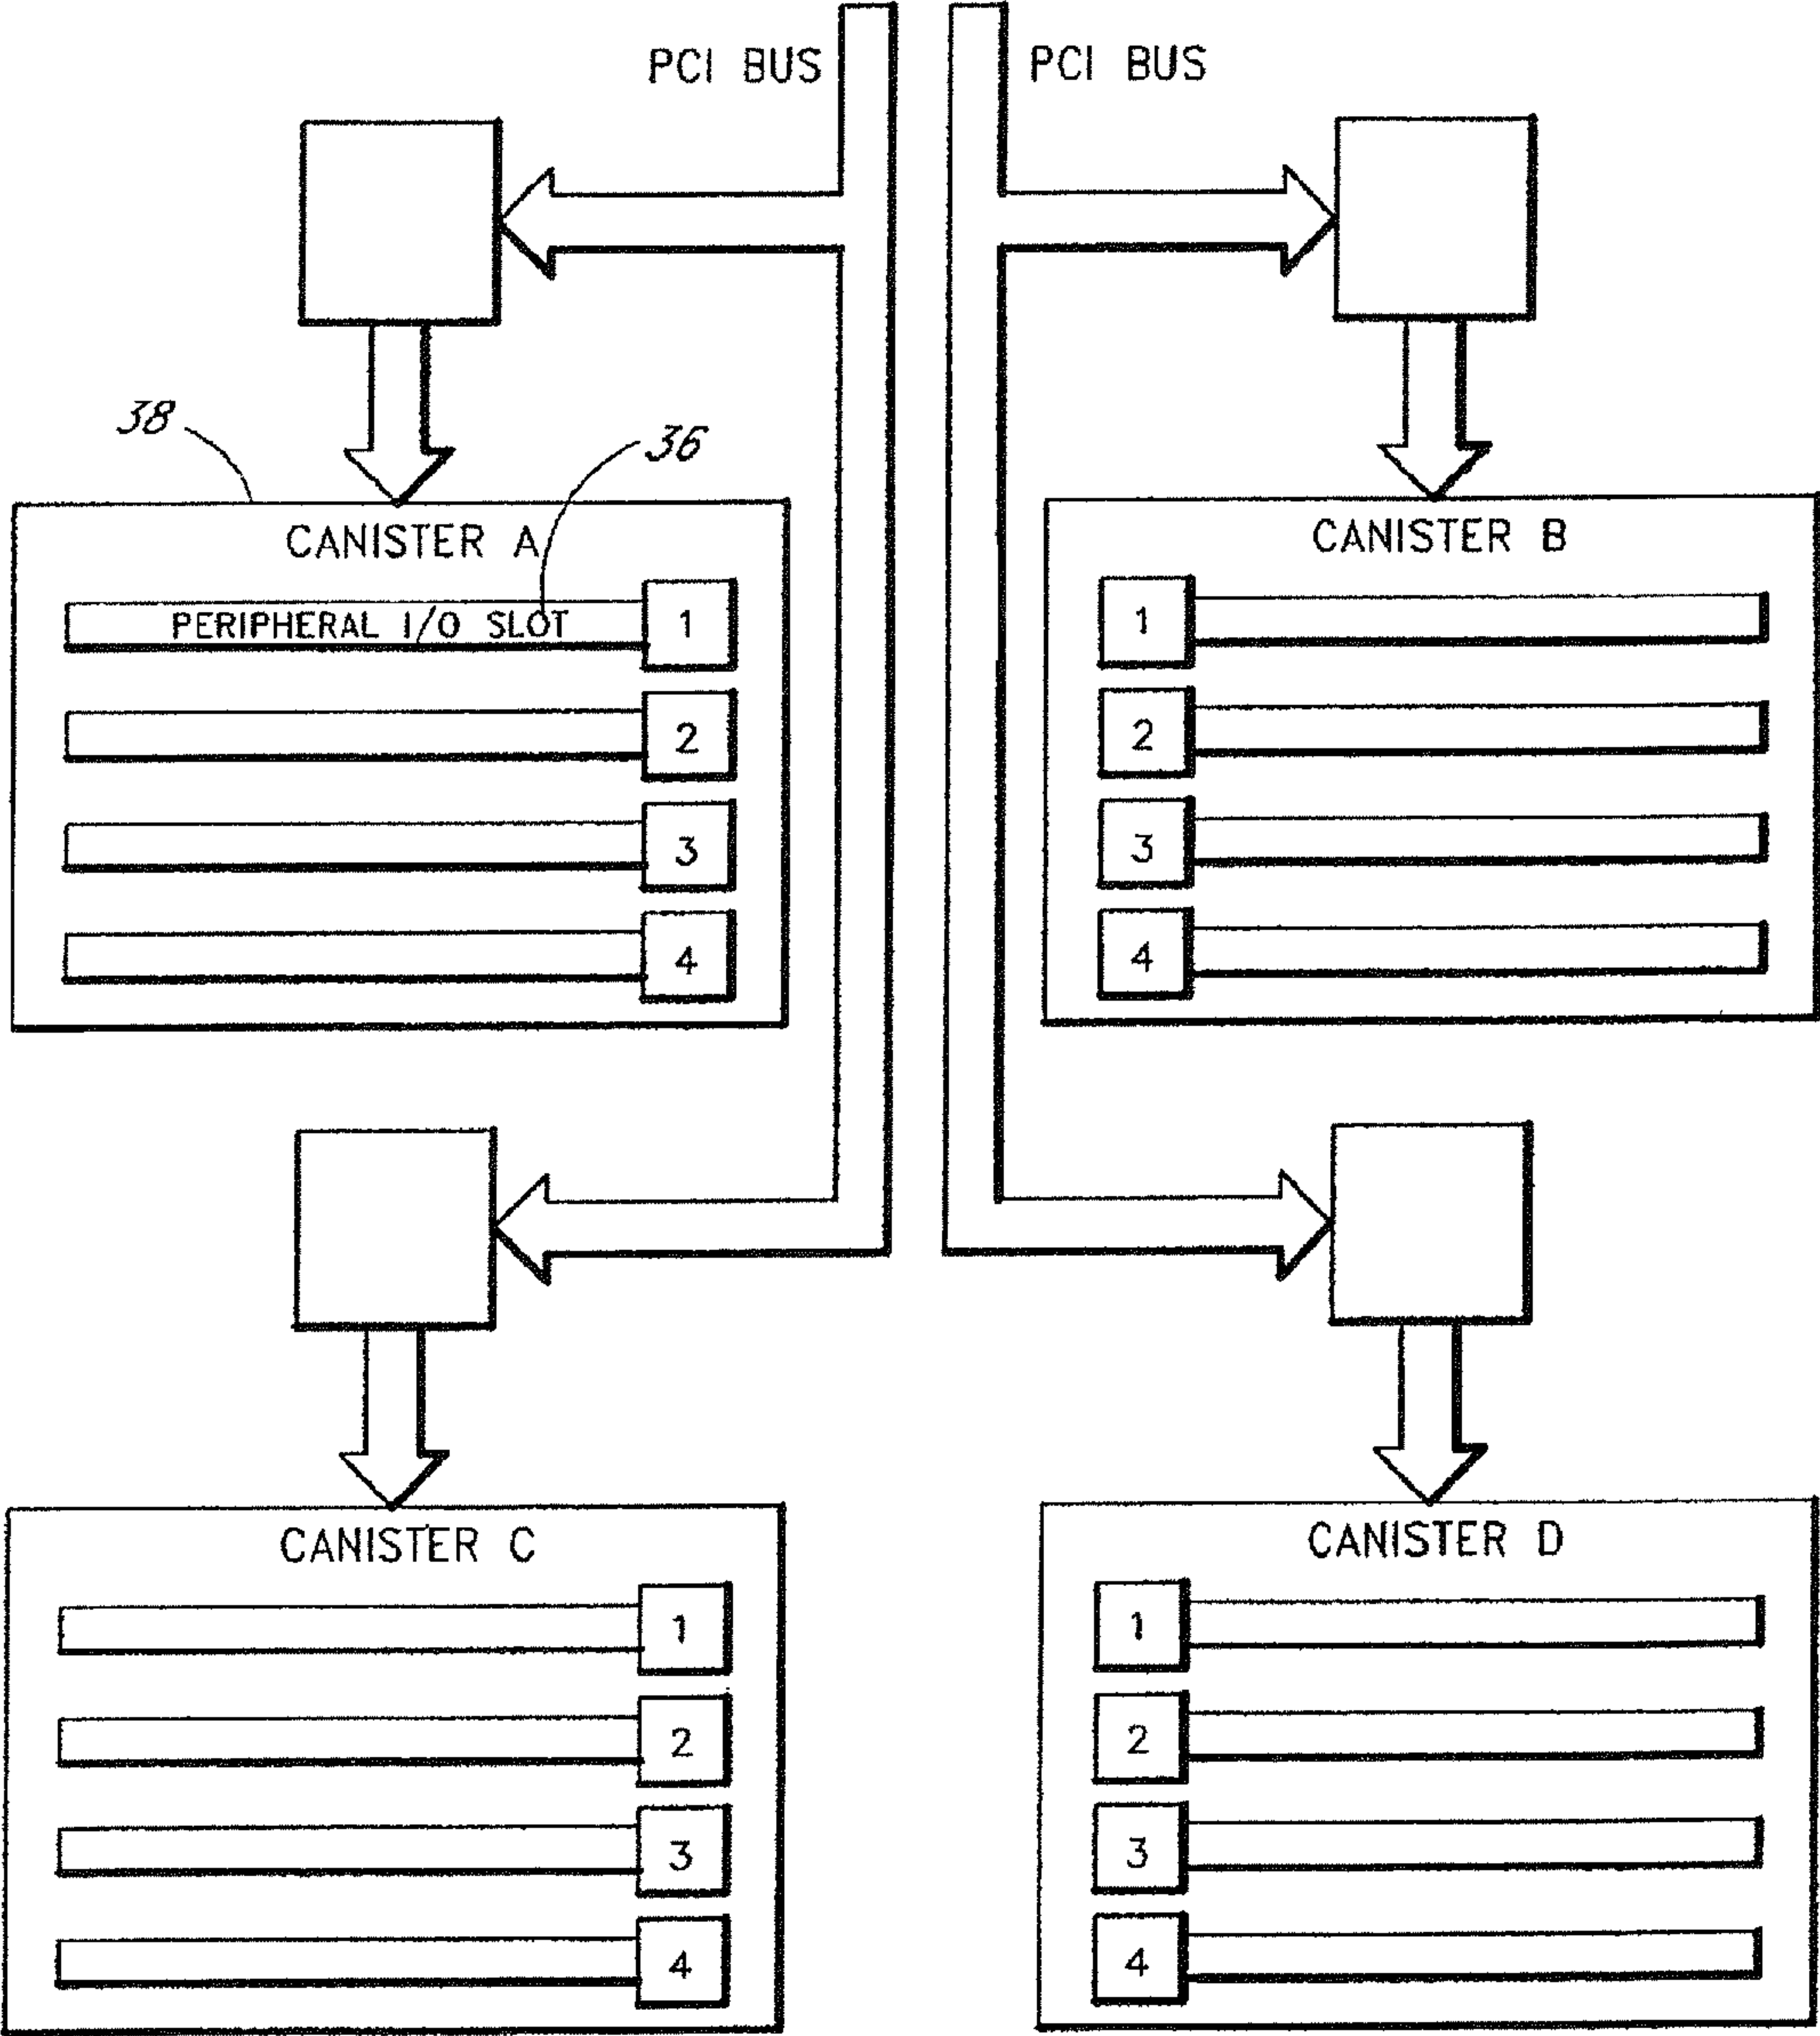 PCI BUS
PCI BUS
38
36
CANISTER A
PERIPHERAL I/O SLOT
1
2
3
4
CANISTER B
1
2
3
4
CANISTER C
1
2
3
4
CANISTER D
1
2
3
4